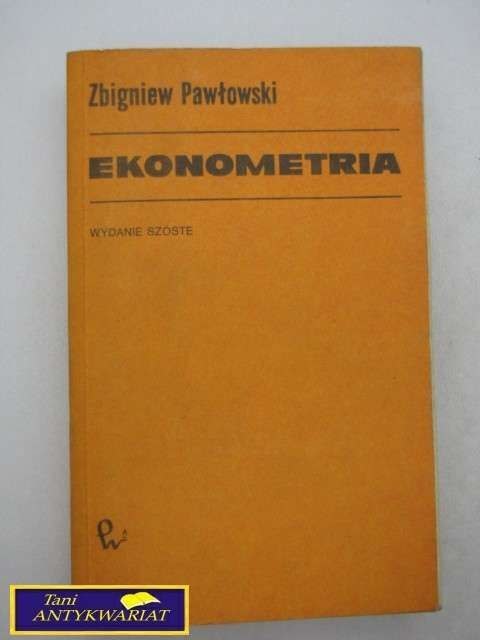 Zbigniew Pawłowski
EKONOMETRIA
WYDANIE SZÓSTE
Tani
ANTYKWARIAT